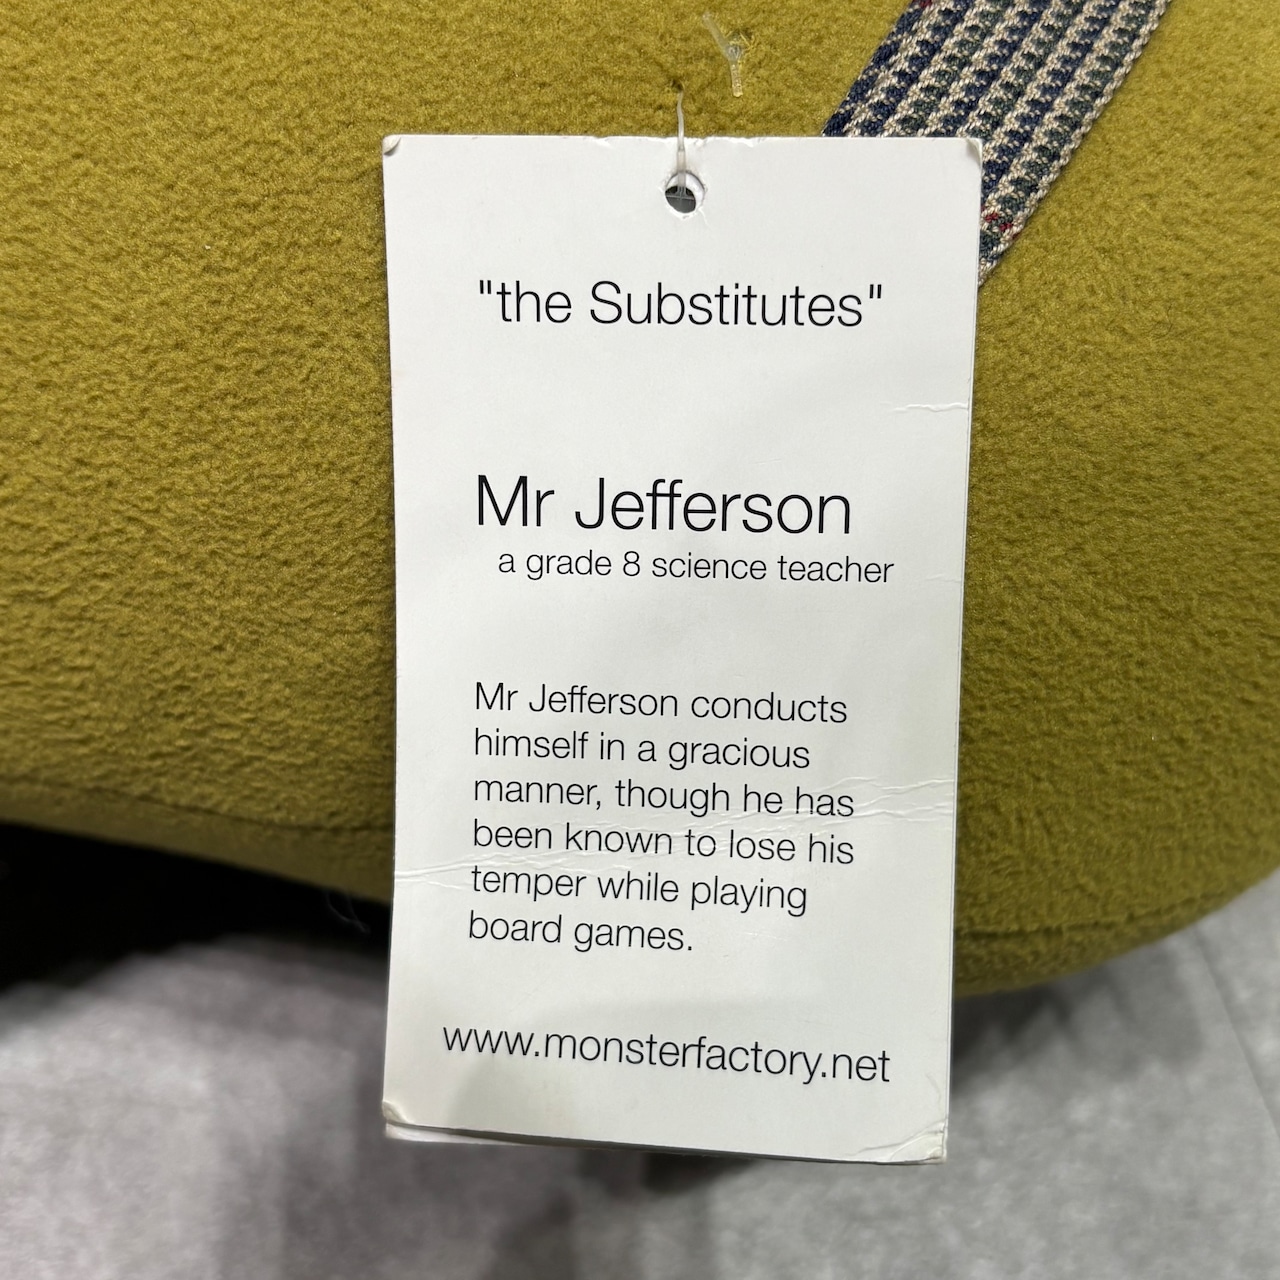 "the Substitutes"
Mr Jefferson
a grade 8 science teacher
Mr Jefferson conducts
himself in a gracious
manner, though he has
been known to lose his
temper while playing
board games.
www.monsterfactory.net